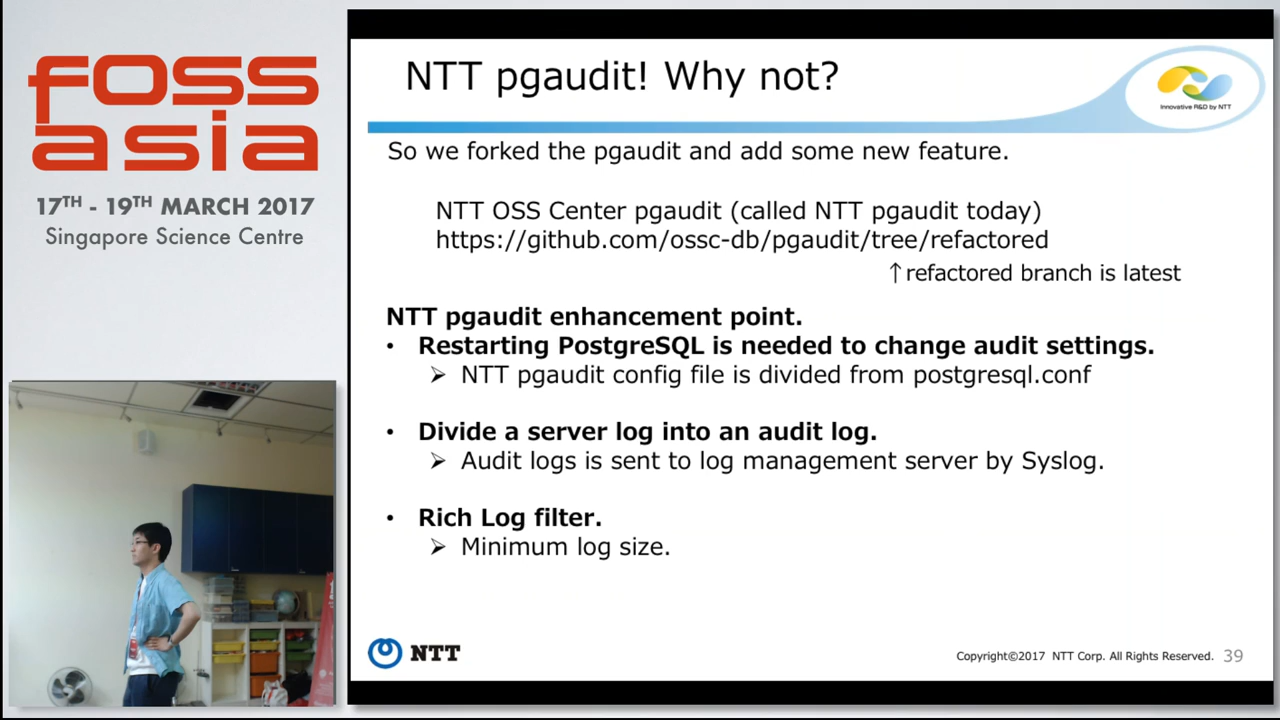 foss
asia
17TH - 19TH MARCH 2017
Singapore Science Centre
NTT pgaudit! Why not?
Innovative R&D by NTT
So we forked the pgaudit and add some new feature.
NTT OSS Center pgaudit (called NTT pgaudit today)
https://github.com/ossc-db/pgaudit/tree/refactored
↑refactored branch is latest
NTT pgaudit enhancement point.
• Restarting PostgreSQL is needed to change audit settings.
➢ NTT pgaudit config file is divided from postgresql.conf
• Divide a server log into an audit log.
➢ Audit logs is sent to log management server by Syslog.
• Rich Log filter.
➢ Minimum log size.
NTT
Copyright©2017 NTT Corp. All Rights Reserved. 39